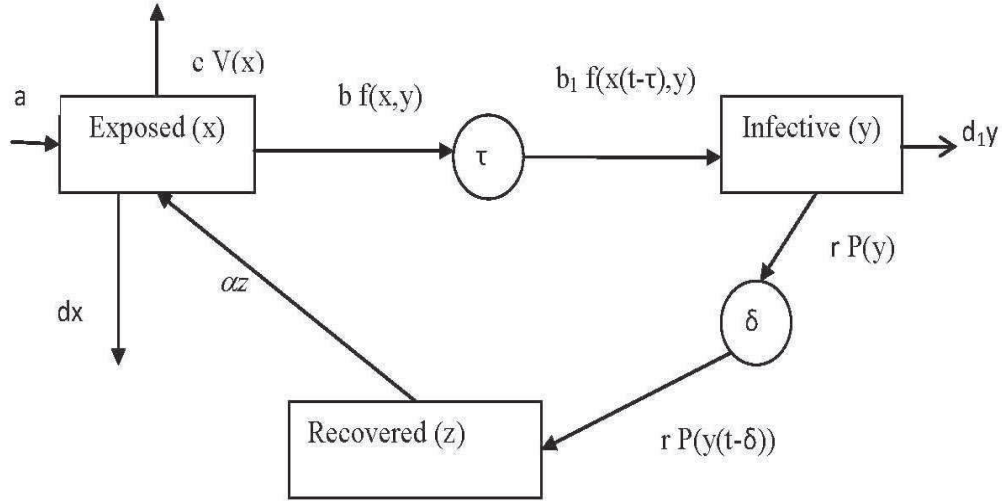 c V(x)
a
b f(x,y)
b₁ f(x(t-τ),y)
Exposed (x)
τ
Infective (y)
d₁y
r P(y)
αz
dx
δ
Recovered (z)
r P(y(t-δ))